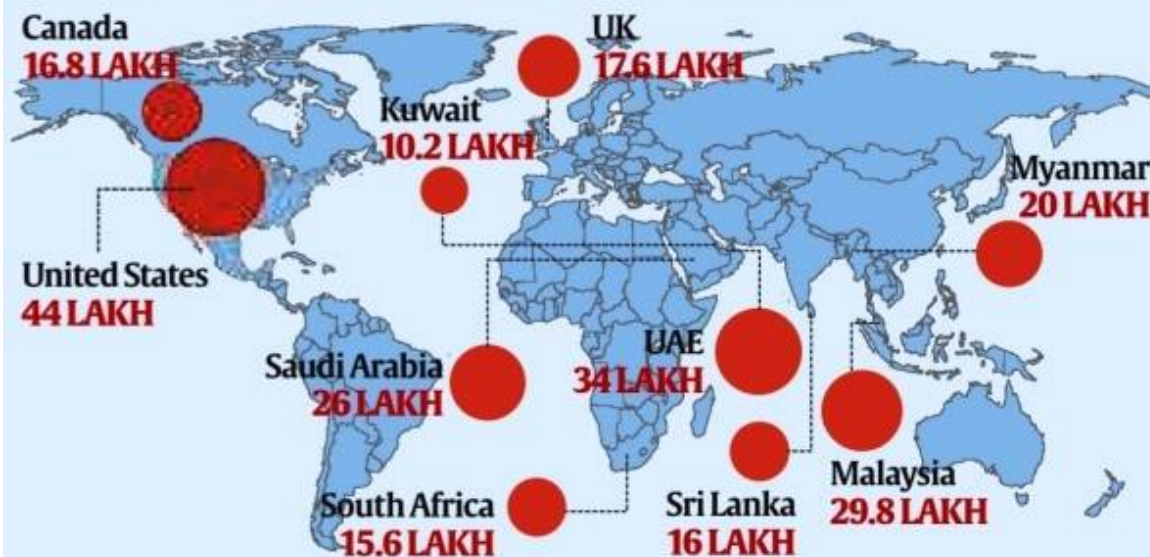 Canada
16.8 LAKH
UK
17.6 LAKH
Kuwait
10.2 LAKH
Myanmar
20 LAKH
United States
44 LAKH
Saudi Arabia
26 LAKH
UAE
34 LAKH
South Africa
15.6 LAKH
Sri Lanka
16 LAKH
Malaysia
29.8 LAKH